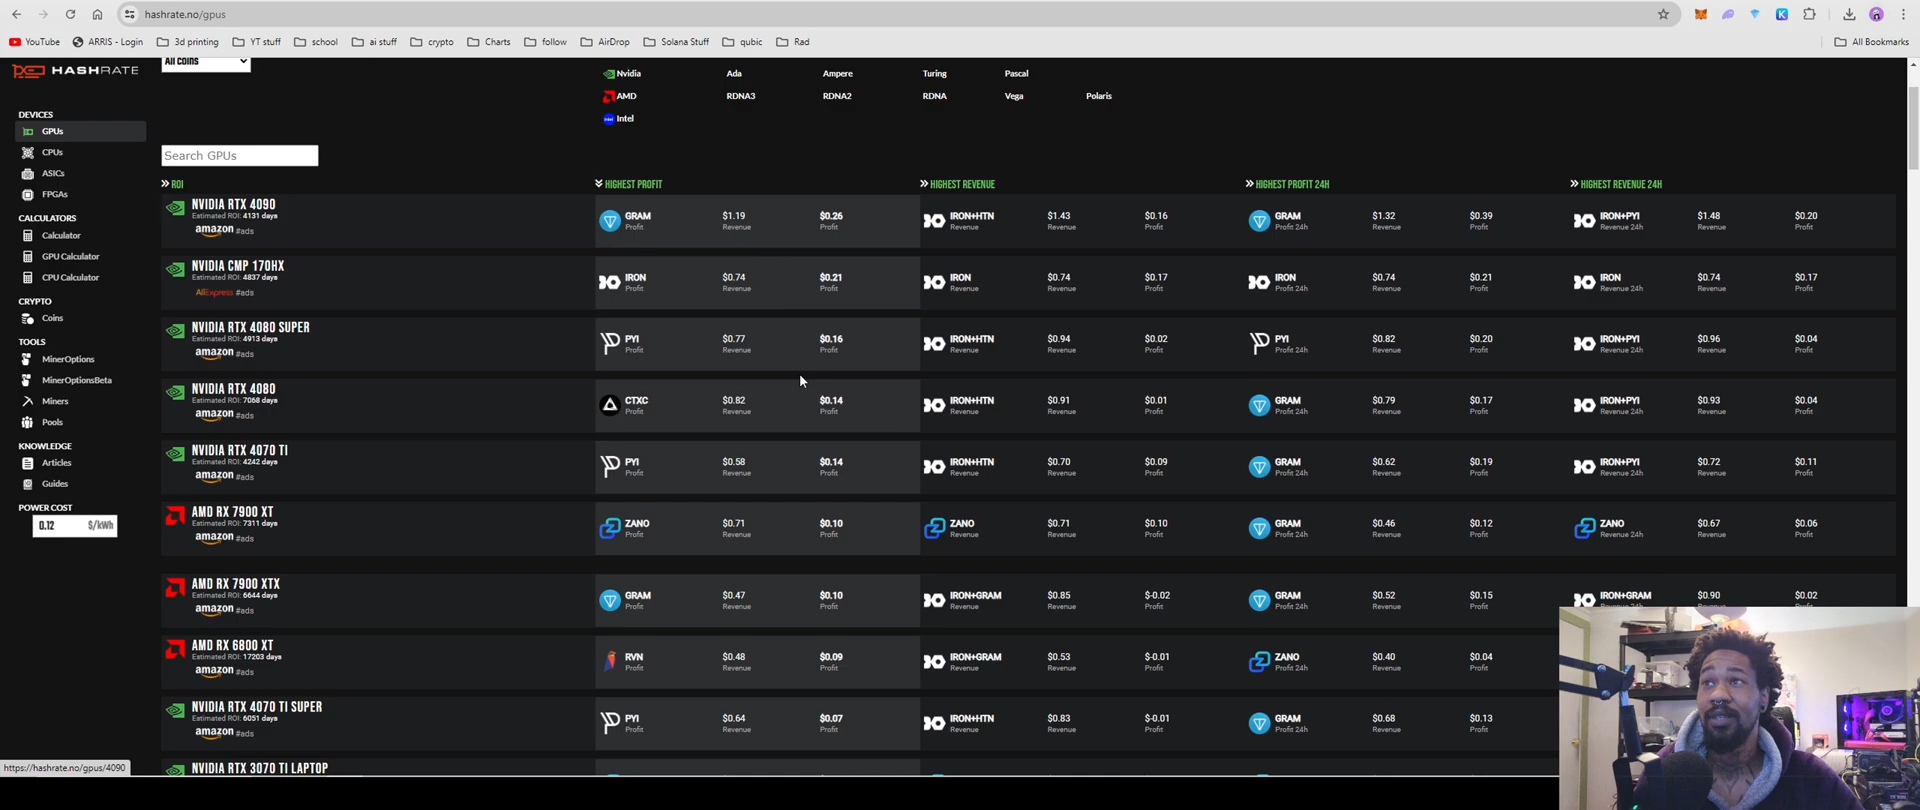 hashrate.no/gpus
YouTube ARRIS - Login 3d printing YT stuff school ai stuff crypto Charts follow AirDrop Solana Stuff qubic Rad All Bookmarks
HASHRATE
DEVICES
GPUs
CPUs
ASICs
FPGAs
CALCULATORS
Calculator
GPU Calculator
CPU Calculator
CRYPTO
Coins
TOOLS
MinerOptions
MinerOptionsBeta
Miners
Pools
KNOWLEDGE
Articles
Guides
POWER COST
0.12 $/kWh
All Coins
Nvidia Ada Ampere Turing Pascal
AMD RDNA3 RDNA2 RDNA Vega Polaris
Intel
Search GPUs
ROI HIGHEST PROFIT HIGHEST REVENUE HIGHEST PROFIT 24H HIGHEST REVENUE 24H
NVIDIA RTX 4090
Estimated ROI: 4131 days
amazon #ads
GRAM $1.19 $0.26 IRON+HTN $1.43 $0.16 GRAM $1.32 $0.39 IRON+PYI $1.48 $0.20
Profit Revenue Profit Revenue Revenue Profit Profit 24h Revenue Profit Revenue 24h Revenue Profit
NVIDIA CMP 170HX
Estimated ROI: 4837 days
AliExpress #ads
IRON $0.74 $0.21 IRON $0.74 $0.17 IRON $0.74 $0.21 IRON $0.74 $0.17
Profit Revenue Profit Revenue Revenue Profit Profit 24h Revenue Profit Revenue 24h Revenue Profit
NVIDIA RTX 4080 SUPER
Estimated ROI: 4913 days
amazon #ads
PYI $0.77 $0.16 IRON+HTN $0.94 $0.02 PYI $0.82 $0.20 IRON+PYI $0.96 $0.04
Profit Revenue Profit Revenue Revenue Profit Profit 24h Revenue Profit Revenue 24h Revenue Profit
NVIDIA RTX 4080
Estimated ROI: 7068 days
amazon #ads
CTXC $0.82 $0.14 IRON+HTN $0.91 $0.01 GRAM $0.79 $0.17 IRON+PYI $0.93 $0.04
Profit Revenue Profit Revenue Revenue Profit Profit 24h Revenue Profit Revenue 24h Revenue Profit
NVIDIA RTX 4070 TI
Estimated ROI: 4242 days
amazon #ads
PYI $0.58 $0.14 IRON+HTN $0.70 $0.09 GRAM $0.62 $0.19 IRON+PYI $0.72 $0.11
Profit Revenue Profit Revenue Revenue Profit Profit 24h Revenue Profit Revenue 24h Revenue Profit
AMD RX 7900 XT
Estimated ROI: 7311 days
amazon #ads
ZANO $0.71 $0.10 ZANO $0.71 $0.10 GRAM $0.46 $0.12 ZANO $0.67 $0.06
Profit Revenue Profit Revenue Revenue Profit Profit 24h Revenue Profit Revenue 24h Revenue Profit
AMD RX 7900 XTX
Estimated ROI: 6644 days
amazon #ads
GRAM $0.47 $0.10 IRON+GRAM $0.85 $-0.02 GRAM $0.52 $0.15 IRON+GRAM $0.90 $0.02
Profit Revenue Profit Revenue Revenue Profit Profit 24h Revenue Profit
AMD RX 6800 XT
Estimated ROI: 17203 days
amazon #ads
RVN $0.48 $0.09 IRON+GRAM $0.53 $-0.01 ZANO $0.40 $0.04
Profit Revenue Profit Revenue Revenue Profit Profit 24h Revenue Profit
NVIDIA RTX 4070 TI SUPER
Estimated ROI: 6051 days
amazon #ads
PYI $0.64 $0.07 IRON+HTN $0.83 $-0.01 GRAM $0.68 $0.13
Profit Revenue Profit Revenue Revenue Profit Profit 24h Revenue Profit
NVIDIA RTX 3070 TI LAPTOP
https://hashrate.no/gpus/4090